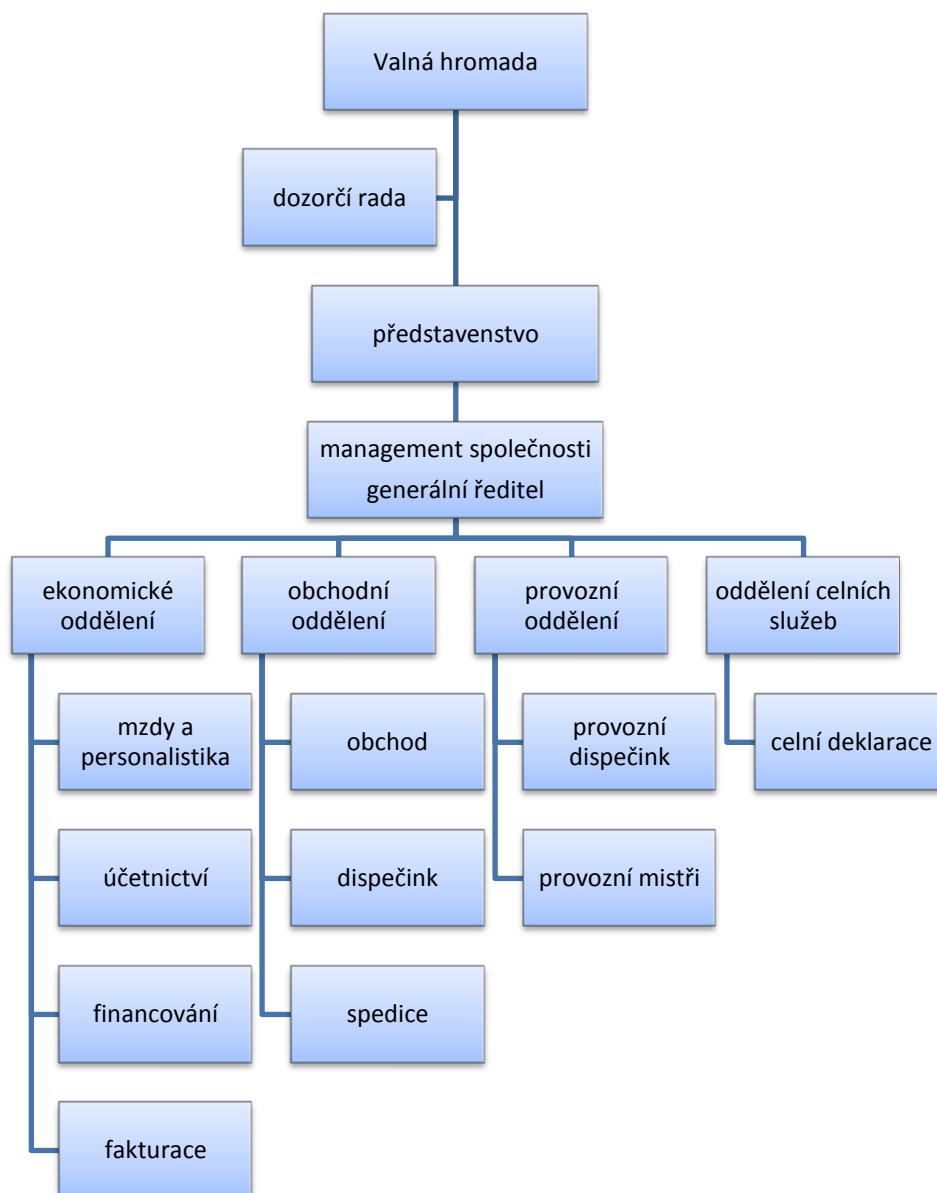 Valná hromada
dozorčí rada
představenstvo
management společnosti
generální ředitel
ekonomické
oddělení
obchodní
oddělení
provozní
oddělení
oddělení celních
služeb
mzdy a
personalistika
obchod
provozní
dispečink
celní deklarace
účetnictví
dispečink
provozní mistři
financování
spedice
fakturace